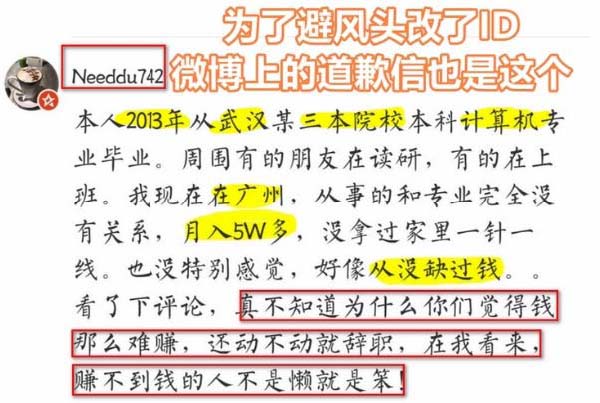 为了避风头改了ID
微博上的道歉信也是这个
Needdu742
本人2013年从武汉某三本院校本科计算机专
业毕业。周围有的朋友在读研，有的在上
班。我现在在广州，从事的和专业完全没
有关系，月入5W多，没拿过家里一针一
线。也没特别感觉，好像从没缺过钱。。
看了下评论，真不知道为什么你们觉得钱
那么难赚，还动不动就辞职，在我看来，
赚不到钱的人不是懒就是笨！